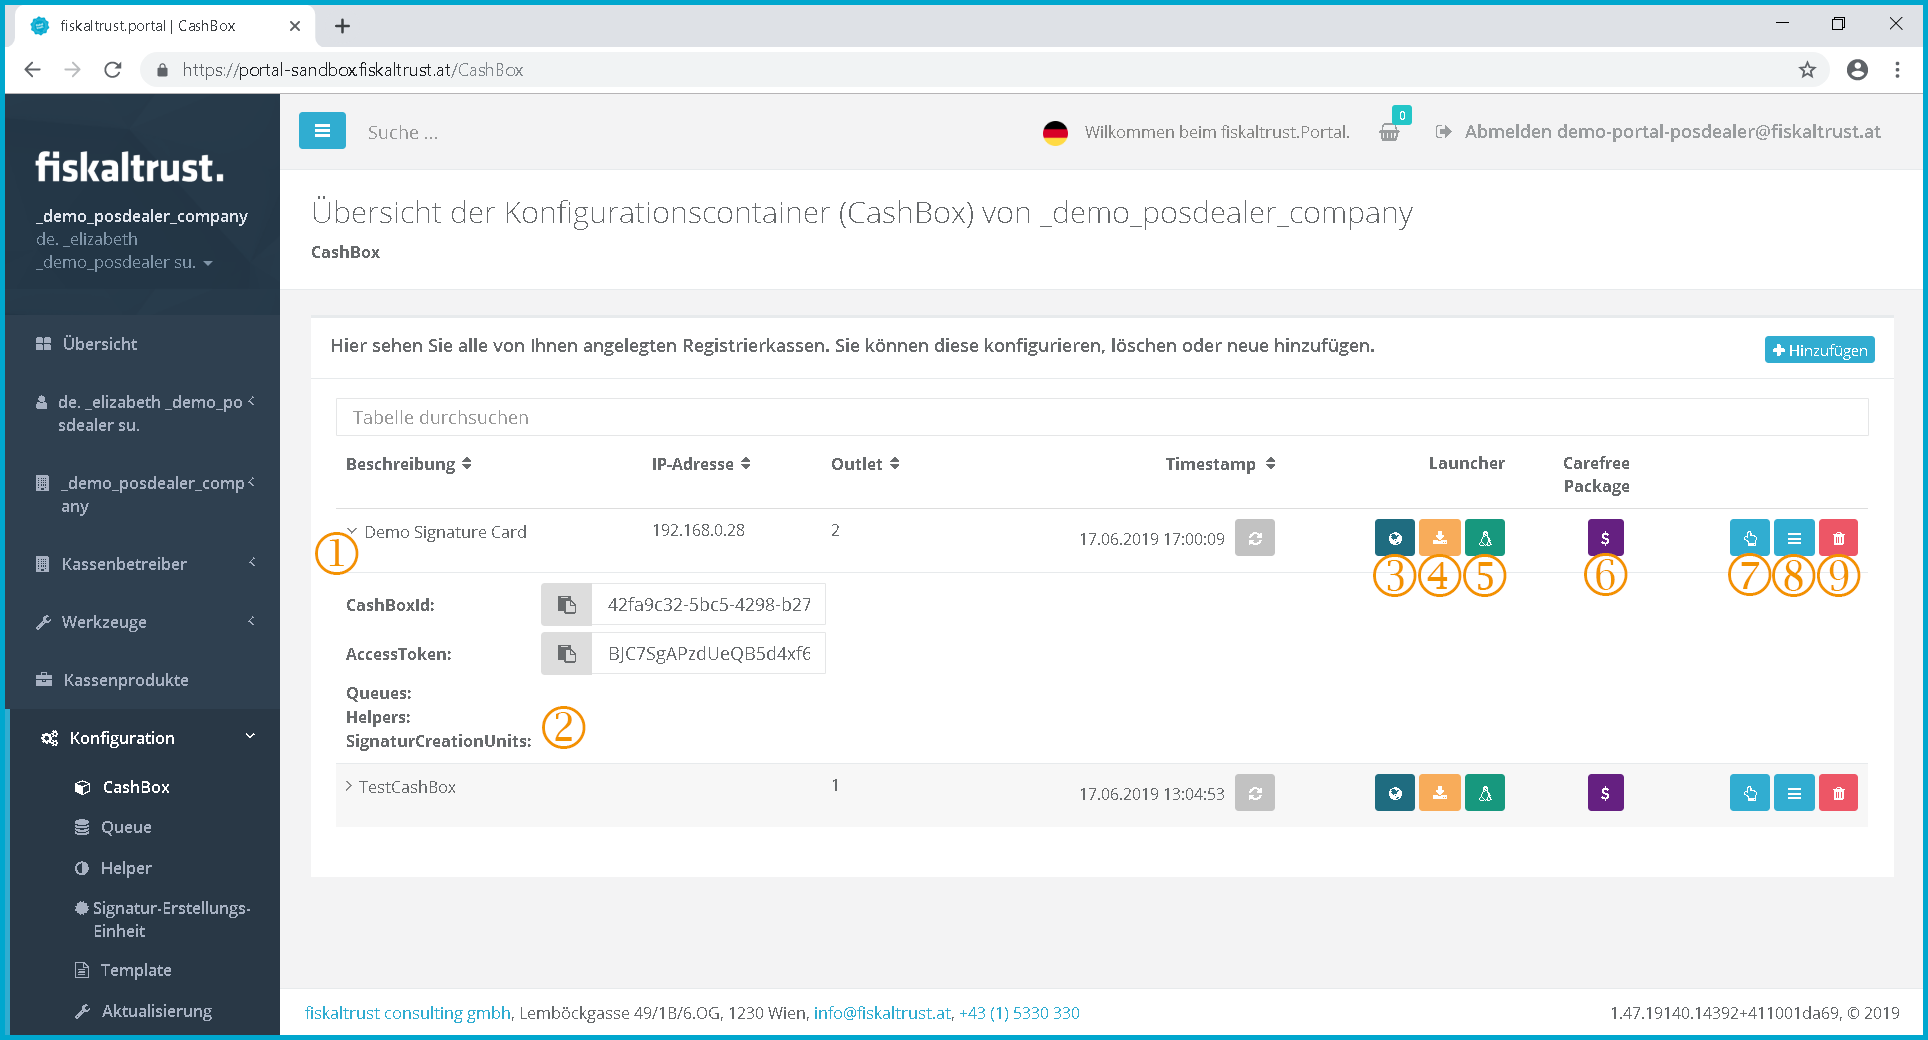 fiskaltrust.portal | CashBox
https://portal-sandbox.fiskaltrust.at/CashBox
fiskaltrust.
_demo_posdealer_company
de. _elizabeth
_demo_posdealer su.
Übersicht
de. _elizabeth _demo_po
sdealer su.
_demo_posdealer_comp
any
Kassenbetreiber
Werkzeuge
Kassenprodukte
Konfiguration
CashBox
Queue
Helper
Signatur-Erstellungs-
Einheit
Template
Aktualisierung
Suche ...
Wilkommen beim fiskaltrust.Portal.
0
Abmelden demo-portal-posdealer@fiskaltrust.at
Übersicht der Konfigurationscontainer (CashBox) von _demo_posdealer_company
CashBox
Hier sehen Sie alle von Ihnen angelegten Registrierkassen. Sie können diese konfigurieren, löschen oder neue hinzufügen.
Hinzufügen
Tabelle durchsuchen
Beschreibung IP-Adresse Outlet Timestamp Launcher Carefree
Package
Demo Signature Card 192.168.0.28 2 17.06.2019 17:00:09 $
① ③ ④ ⑤ ⑥ ⑦ ⑧ ⑨
CashBoxId: 42fa9c32-5bc5-4298-b27
AccessToken: BJC7SgAPzdUeQB5d4xf6
Queues:
Helpers:
SignaturCreationUnits: ②
TestCashBox 1 17.06.2019 13:04:53 $
fiskaltrust consulting gmbh, Lemböckgasse 49/1B/6.OG, 1230 Wien, info@fiskaltrust.at, +43 (1) 5330 330
1.47.19140.14392+411001da69, © 2019